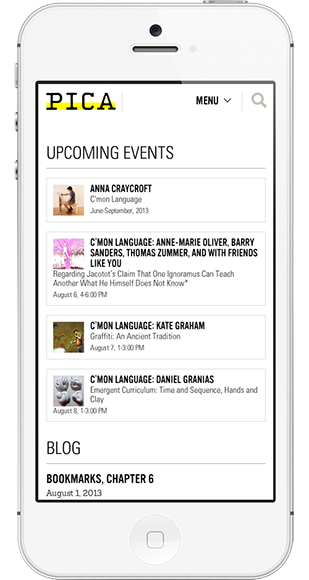 PICA
MENU
UPCOMING EVENTS
ANNA CRAYCROFT
C'mon Language
June-September, 2013
C'MON LANGUAGE: ANNE-MARIE OLIVER, BARRY
SANDERS, THOMAS ZUMMER, AND WITH FRIENDS
LIKE YOU
Regarding Jacotot's Claim That One Ignoramus Can Teach
Another What He Himself Does Not Know*
August 6, 4-6:00 PM
C'MON LANGUAGE: KATE GRAHAM
Graffiti: An Ancient Tradition
August 7, 1-3:00 PM
C'MON LANGUAGE: DANIEL GRANIAS
Emergent Curriculum: Time and Sequence, Hands and
Clay
August 8, 1-3:00 PM
BLOG
BOOKMARKS, CHAPTER 6
August 1, 2013